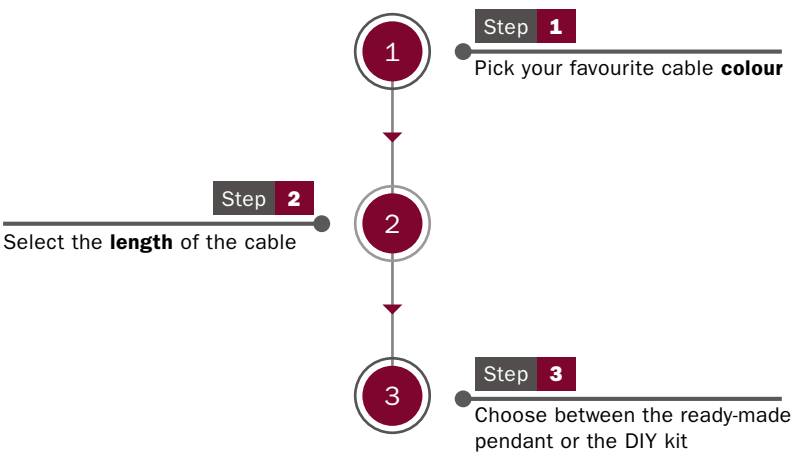 1
Step 1
Pick your favourite cable colour
Step 2
2
Select the length of the cable
3
Step 3
Choose between the ready-made
pendant or the DIY kit